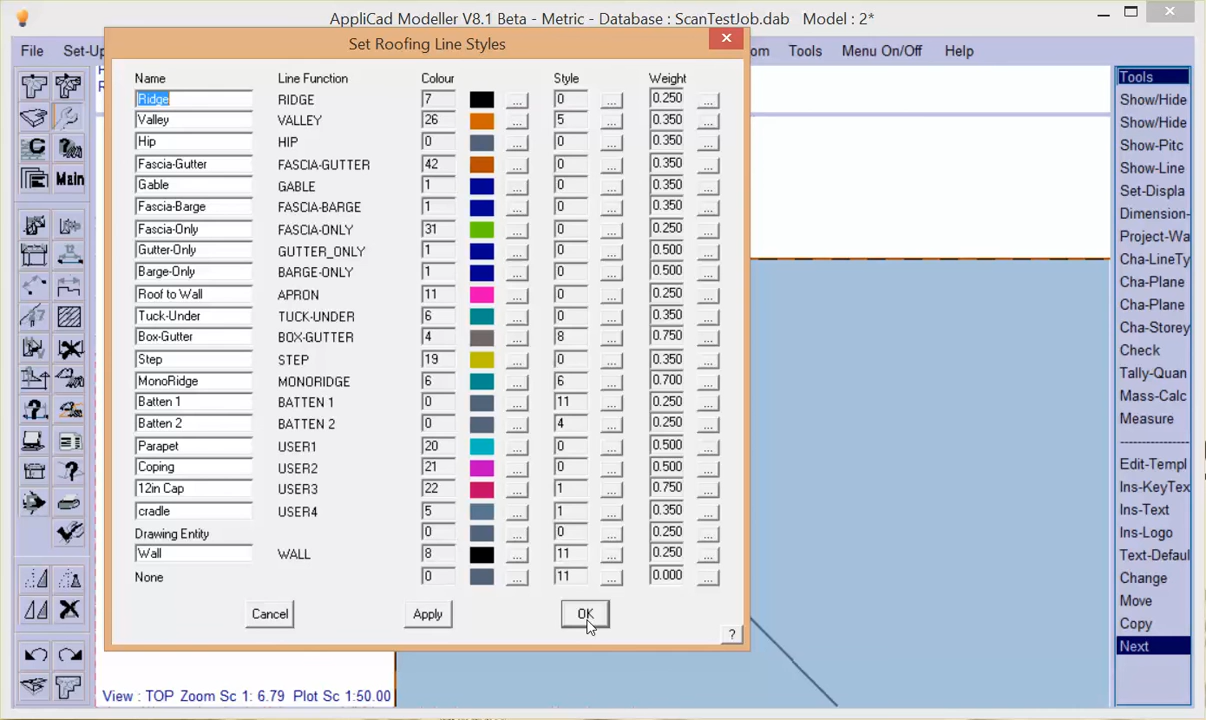 AppliCad Modeller V8.1 Beta - Metric - Database : ScanTestJob.dab Model : 2*
File Set-Up
om Tools Menu On/Off Help
Set Roofing Line Styles
Name Line Function Colour Style Weight
Ridge RIDGE 7 ... 0 ... 0.250 ...
Valley VALLEY 26 ... 5 ... 0.350 ...
Hip HIP 0 ... 0 ... 0.350 ...
Fascia-Gutter FASCIA-GUTTER 42 ... 0 ... 0.350 ...
Gable GABLE 1 ... 0 ... 0.350 ...
Fascia-Barge FASCIA-BARGE 1 ... 0 ... 0.350 ...
Fascia-Only FASCIA-ONLY 31 ... 0 ... 0.250 ...
Gutter-Only GUTTER_ONLY 1 ... 0 ... 0.500 ...
Barge-Only BARGE-ONLY 1 ... 0 ... 0.500 ...
Roof to Wall APRON 11 ... 0 ... 0.250 ...
Tuck-Under TUCK-UNDER 6 ... 0 ... 0.350 ...
Box-Gutter BOX-GUTTER 4 ... 8 ... 0.750 ...
Step STEP 19 ... 0 ... 0.350 ...
MonoRidge MONORIDGE 6 ... 6 ... 0.700 ...
Batten 1 BATTEN 1 0 ... 11 ... 0.250 ...
Batten 2 BATTEN 2 0 ... 4 ... 0.250 ...
Parapet USER1 20 ... 0 ... 0.500 ...
Coping USER2 21 ... 0 ... 0.500 ...
12in Cap USER3 22 ... 1 ... 0.750 ...
cradle USER4 5 ... 1 ... 0.350 ...
Drawing Entity 0 ... 0 ... 0.250 ...
Wall WALL 8 ... 11 ... 0.250 ...
None 0 ... 11 ... 0.000 ...
Cancel Apply OK
?
Main
View : TOP Zoom Sc 1: 6.79 Plot Sc 1:50.00
Tools
Show/Hide
Show/Hide
Show-Pitc
Show-Line
Set-Displa
Dimension-
Project-Wa
Cha-LineTy
Cha-Plane
Cha-Plane
Cha-Storey
Check
Tally-Quan
Mass-Calc
Measure
Edit-Templ
Ins-KeyTex
Ins-Text
Ins-Logo
Text-Defaul
Change
Move
Copy
Next